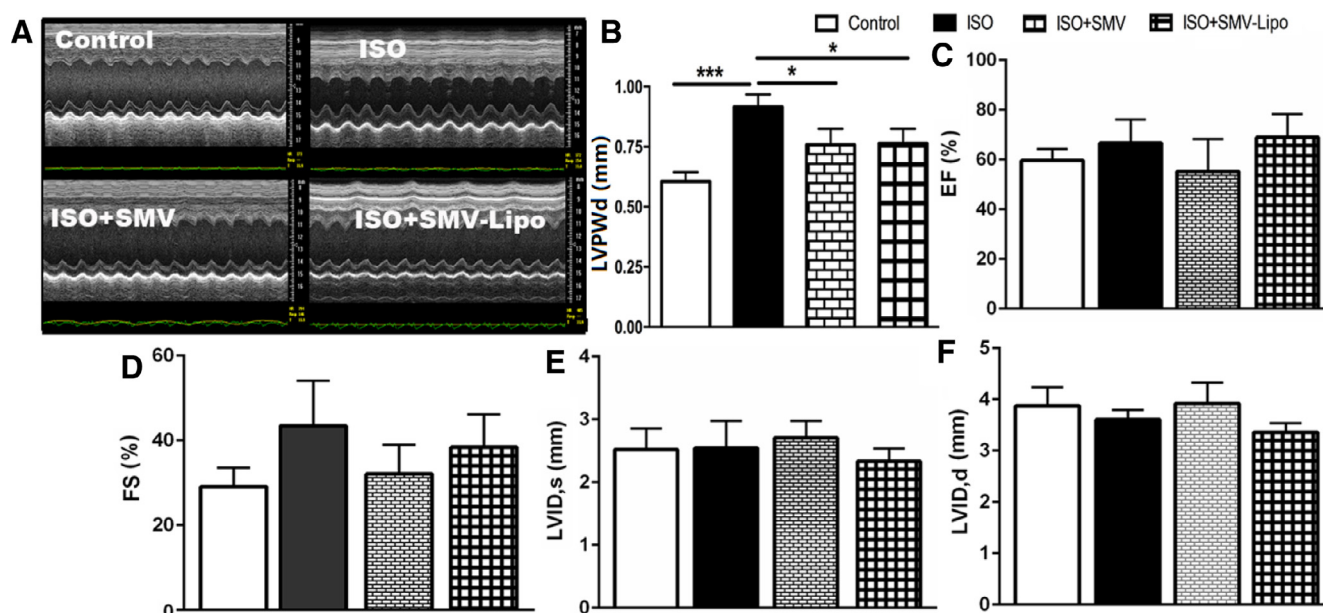 Control ISO ISO+SMV ISO+SMV-Lipo
A
Control
ISO
ISO+SMV
ISO+SMV-Lipo
B
LVPWd (mm)
1.00
0.75
0.50
0.25
0.00
***
*
*
C
EF (%)
100
80
60
40
20
0
D
FS (%)
60
40
20
0
E
LVID,s (mm)
4
3
2
1
0
F
LVID,d (mm)
5
4
3
2
1
0